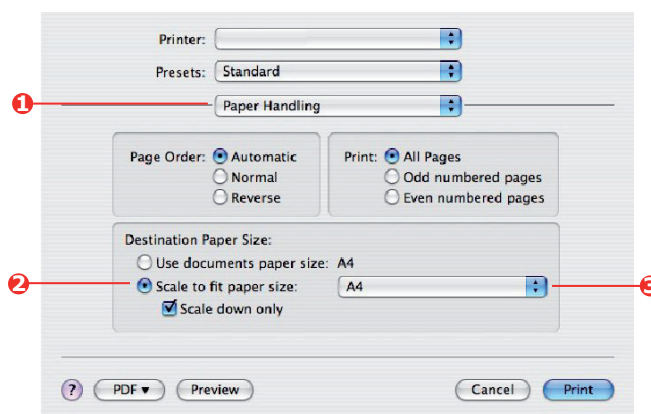 Printer:
Presets: Standard
1
Paper Handling
Page Order: Automatic
Normal
Reverse
Print: All Pages
Odd numbered pages
Even numbered pages
Destination Paper Size:
Use documents paper size: A4
2
Scale to fit paper size: A4
3
Scale down only
? PDF ▼ Preview Cancel Print